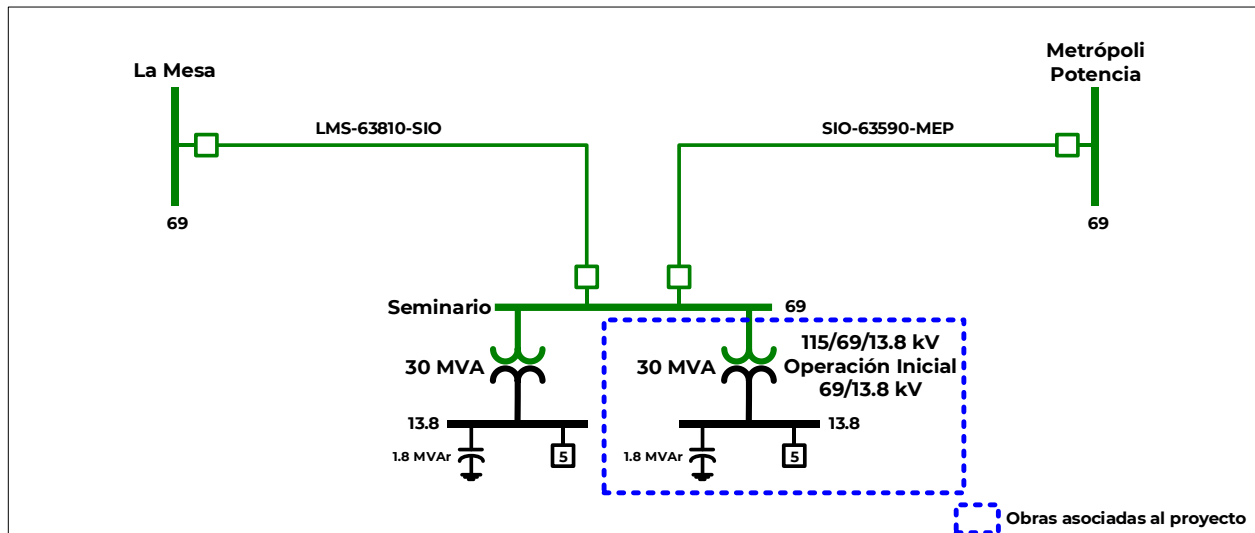 La Mesa
Metrópoli
Potencia
LMS-63810-SIO
SIO-63590-MEP
69
69
Seminario
69
30 MVA
30 MVA
115/69/13.8 kV
Operación Inicial
69/13.8 kV
13.8
13.8
1.8 MVAr
5
1.8 MVAr
5
Obras asociadas al proyecto